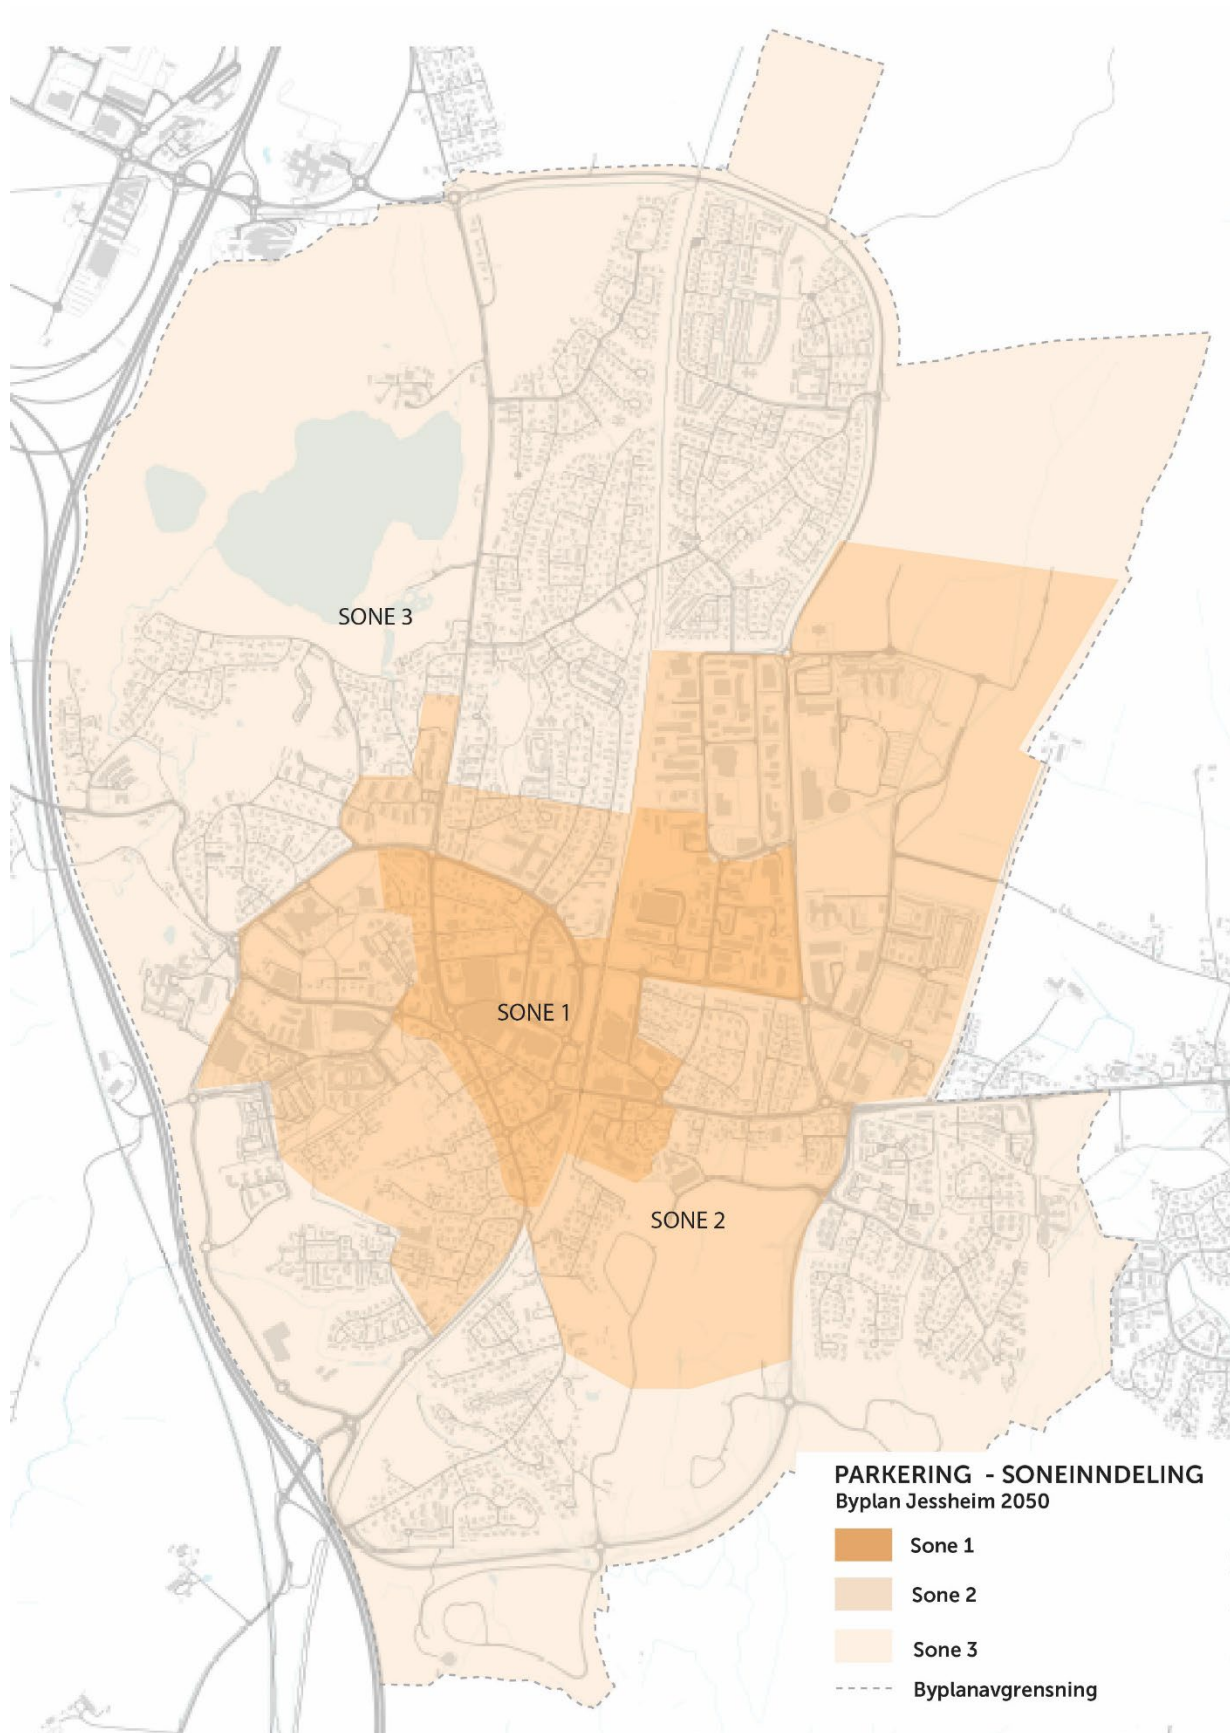 SONE 3
SONE 1
SONE 2
PARKERING - SONEINNDELING
Byplan Jessheim 2050
Sone 1
Sone 2
Sone 3
Byplanavgrensning